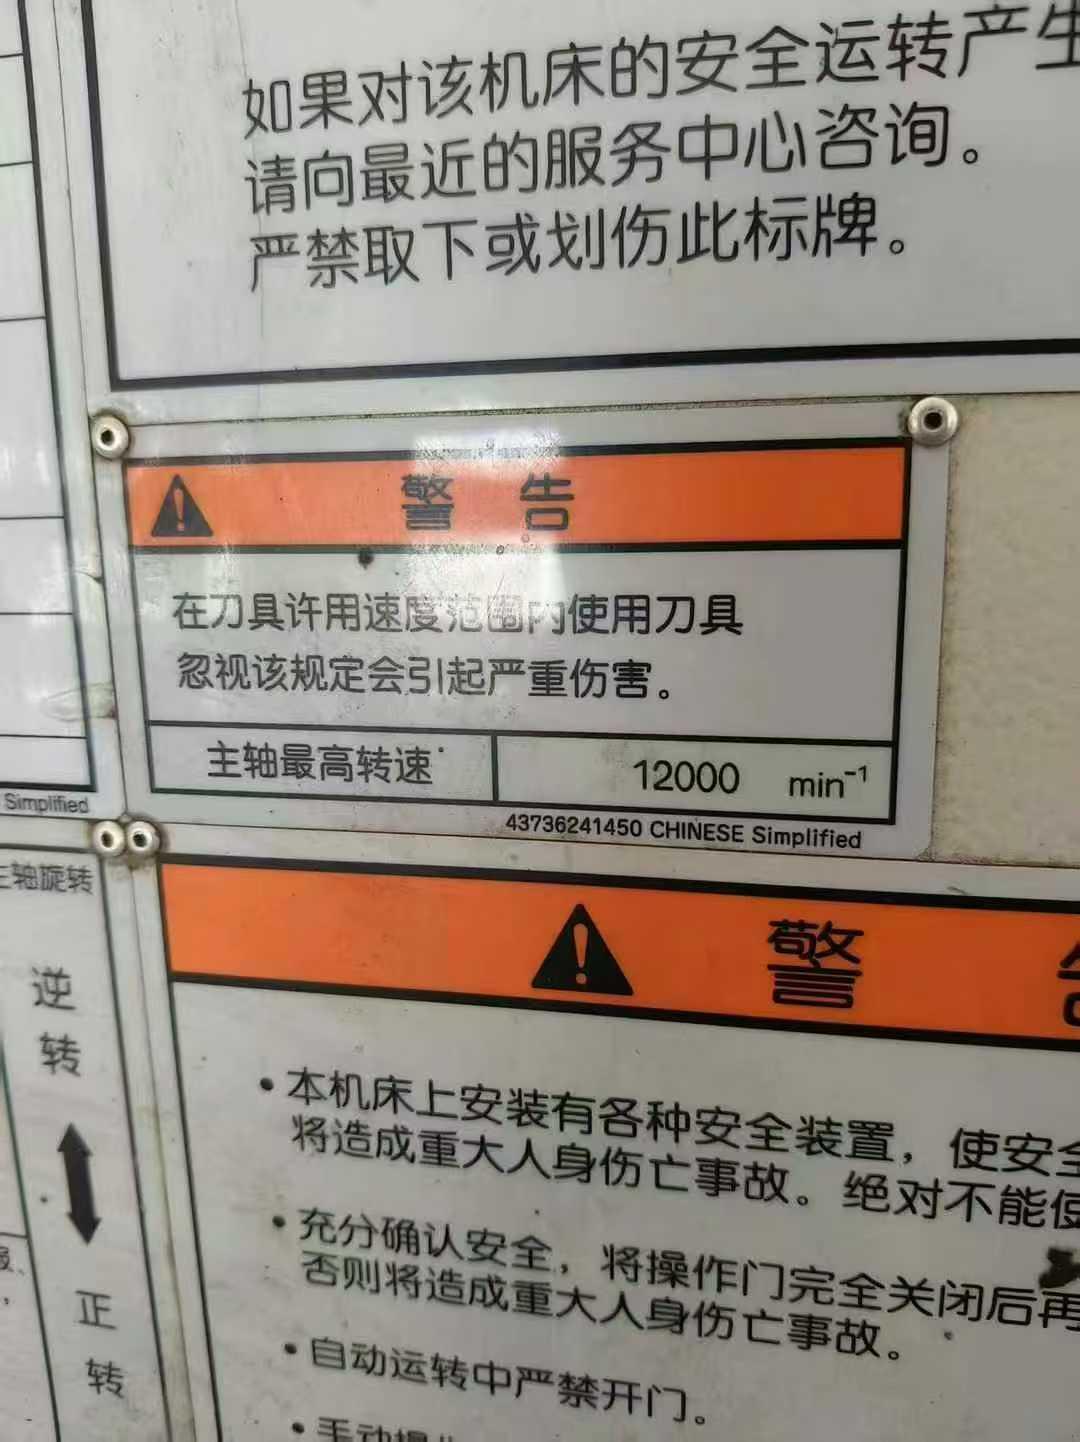 如果对该机床的安全运转产生
请向最近的服务中心咨询。
严禁取下或划伤此标牌。
警 告
在刀具许用速度范围内使用刀具
忽视该规定会引起严重伤害。
主轴最高转速 12000 min⁻¹
43736241450 CHINESE Simplified
Simplified
主轴旋转
逆
转
正
转
警
• 本机床上安装有各种安全装置，使安全
将造成重大人身伤亡事故。绝对不能使
• 充分确认安全，将操作门完全关闭后再
否则将造成重大人身伤亡事故。
• 自动运转中严禁开门。
• 手动操作